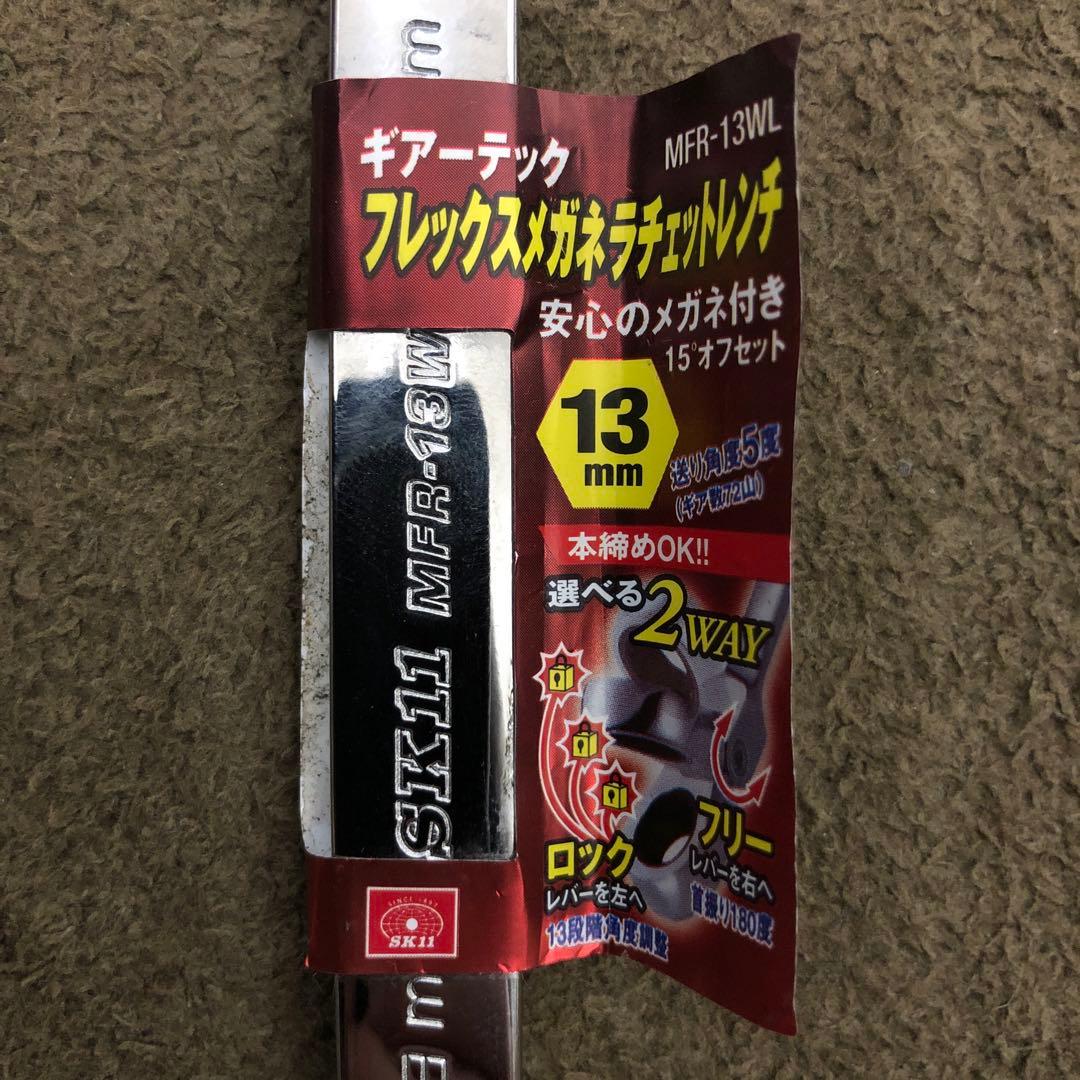 m
ギアーテック
MFR-13WL
フレックスメガネラチェットレンチ
安心のメガネ付き
15°オフセット
13
mm
送り角度5度
(ギア数72山)
本締めOK!!
選べる2WAY
ロック
レバーを左へ
13段階角度調整
フリー
レバーを右へ
首振り180度
SK11 MFR-13W
SINCE 1897
SK11
m